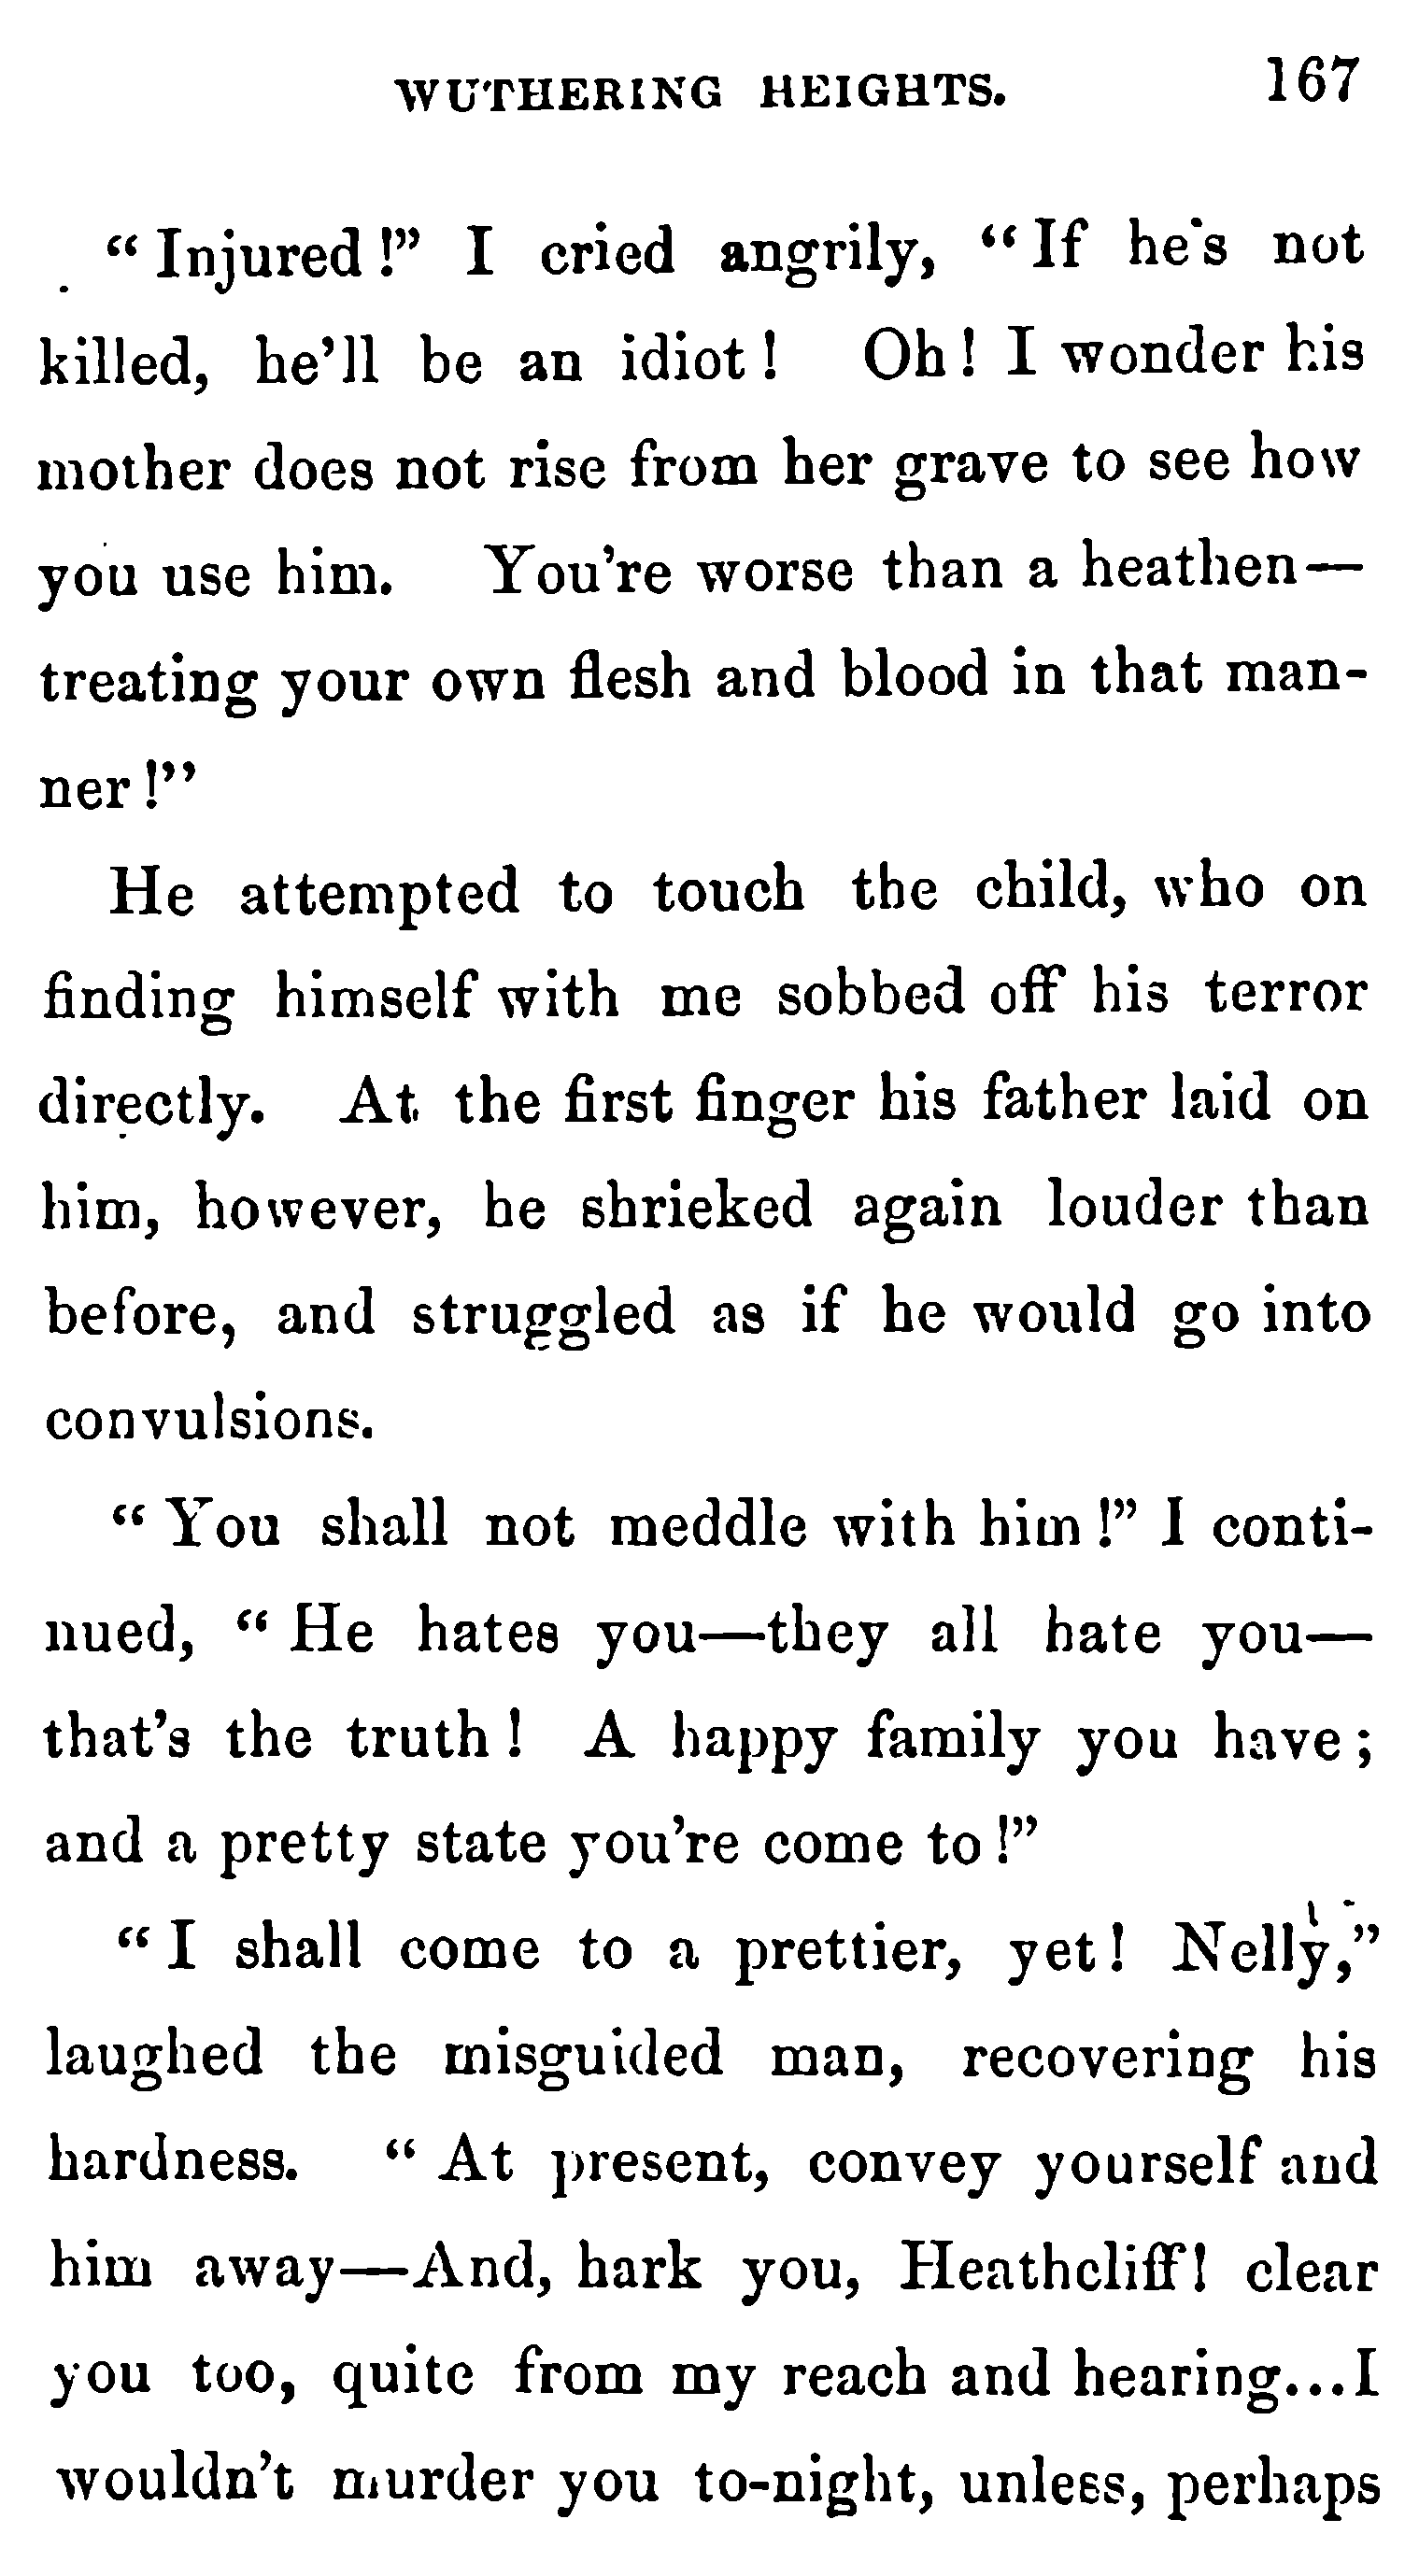 WUTHERING HEIGHTS. 167
“ Injured !” I cried angrily, “ If he's not
killed, he’ll be an idiot ! Oh ! I wonder his
mother does not rise from her grave to see how
you use him. You're worse than a heathen—
treating your own flesh and blood in that man-
ner !”
He attempted to touch the child, who on
finding himself with me sobbed off his terror
directly. At the first finger his father laid on
him, however, he shrieked again louder than
before, and struggled as if he would go into
convulsions.
“ You shall not meddle with him !” I conti-
nued, “ He hates you—they all hate you—
that's the truth ! A happy family you have ;
and a pretty state you're come to !”
“ I shall come to a prettier, yet ! Nelly,”
laughed the misguided man, recovering his
hardness. “ At present, convey yourself and
him away—And, hark you, Heathcliff! clear
you too, quite from my reach and hearing...I
wouldn't murder you to-night, unless, perhaps